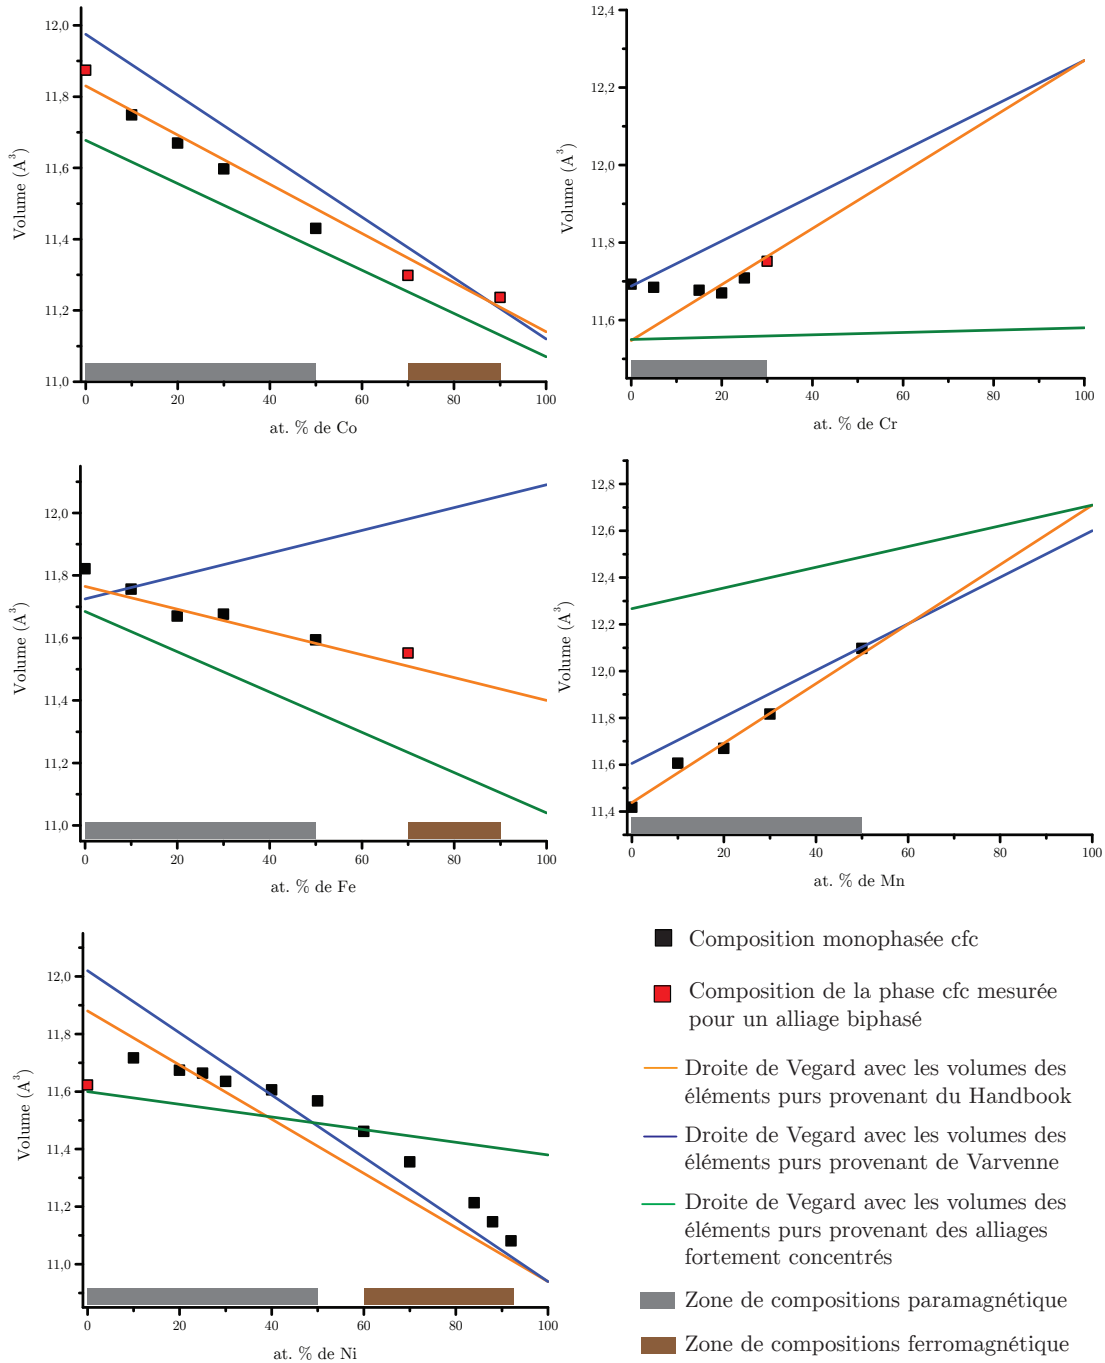 12,0
11,8
11,6
11,4
11,2
11,0
Volume (A³)
0 20 40 60 80 100
at. % de Co
12,4
12,2
12,0
11,8
11,6
Volume (A³)
0 20 40 60 80 100
at. % de Cr
12,0
11,8
11,6
11,4
11,2
11,0
Volume (A³)
0 20 40 60 80 100
at. % de Fe
12,8
12,6
12,4
12,2
12,0
11,8
11,6
11,4
Volume (A³)
0 20 40 60 80 100
at. % de Mn
12,0
11,8
11,6
11,4
11,2
11,0
Volume (A³)
0 20 40 60 80 100
at. % de Ni
Composition monophasée cfc
Composition de la phase cfc mesurée
pour un alliage biphasé
Droite de Vegard avec les volumes des
éléments purs provenant du Handbook
Droite de Vegard avec les volumes des
éléments purs provenant de Varvenne
Droite de Vegard avec les volumes des
éléments purs provenant des alliages
fortement concentrés
Zone de compositions paramagnétique
Zone de compositions ferromagnétique